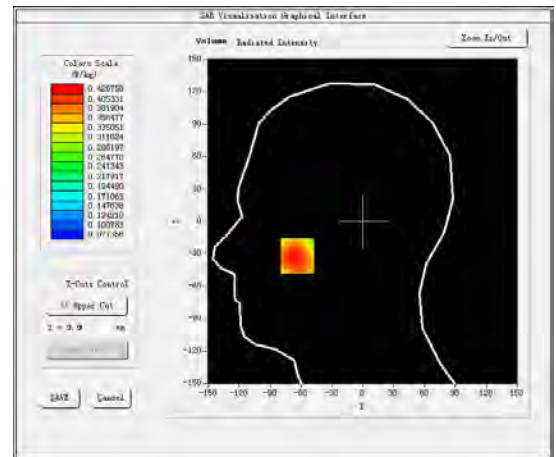 SAR Visualisation Graphical Interface
Volume Radiated Intensity
Zoom In/Out
Colors Scala
(W/kg)
0.428758
0.405331
0.381904
0.358477
0.335051
0.311624
0.288197
0.264770
0.241343
0.217917
0.194490
0.171063
0.147636
0.124210
0.100783
0.077356
150
120
90
60
30
0
-30
-60
-90
-120
-150
-150 -120 -90 -60 -30 0 30 60 90 120 150
X
Z-Cuts Control
Upper Cut
SAVE
Cancel